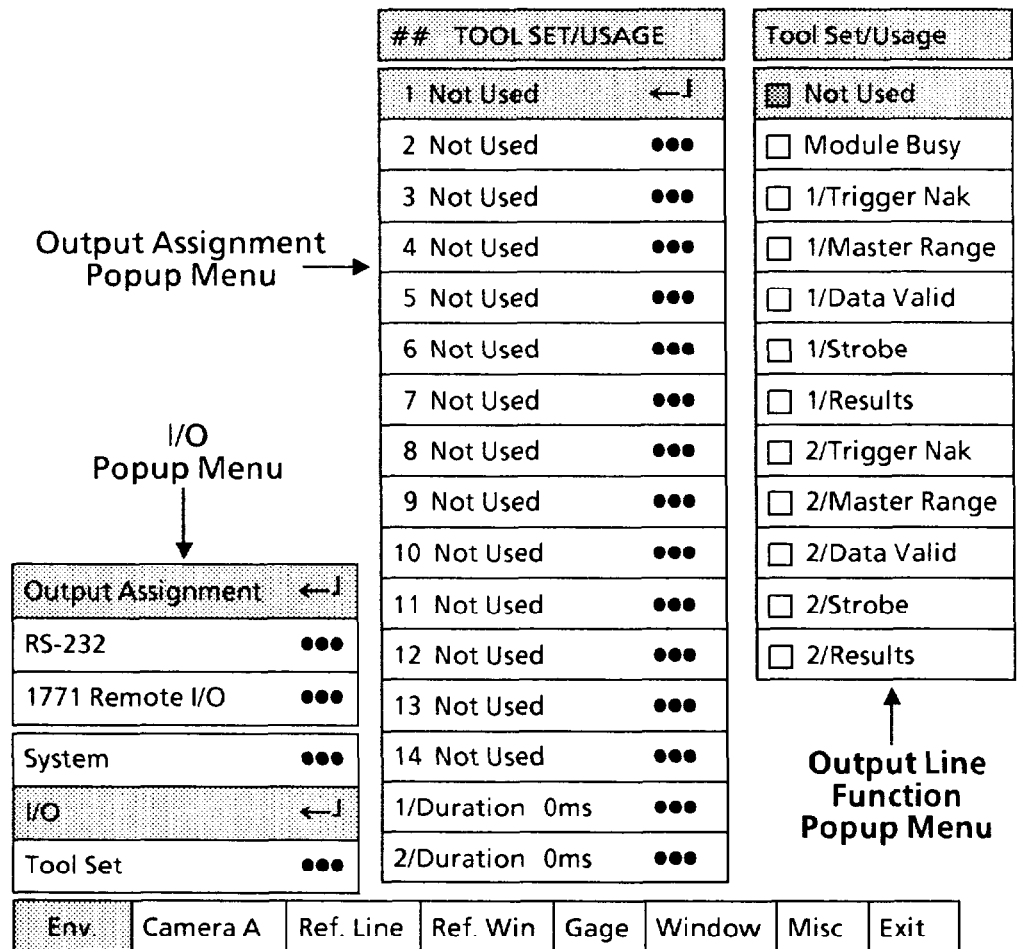 ## TOOL SET/USAGE
1 Not Used
2 Not Used
3 Not Used
4 Not Used
5 Not Used
6 Not Used
7 Not Used
8 Not Used
9 Not Used
10 Not Used
11 Not Used
12 Not Used
13 Not Used
14 Not Used
1/Duration 0ms
2/Duration 0ms
Tool Set/Usage
Not Used
Module Busy
1/Trigger Nak
1/Master Range
1/Data Valid
1/Strobe
1/Results
2/Trigger Nak
2/Master Range
2/Data Valid
2/Strobe
2/Results
Output Assignment
Popup Menu
I/O
Popup Menu
Output Assignment
RS-232
1771 Remote I/O
System
I/O
Tool Set
Output Line
Function
Popup Menu
Env. Camera A Ref. Line Ref. Win Gage Window Misc Exit